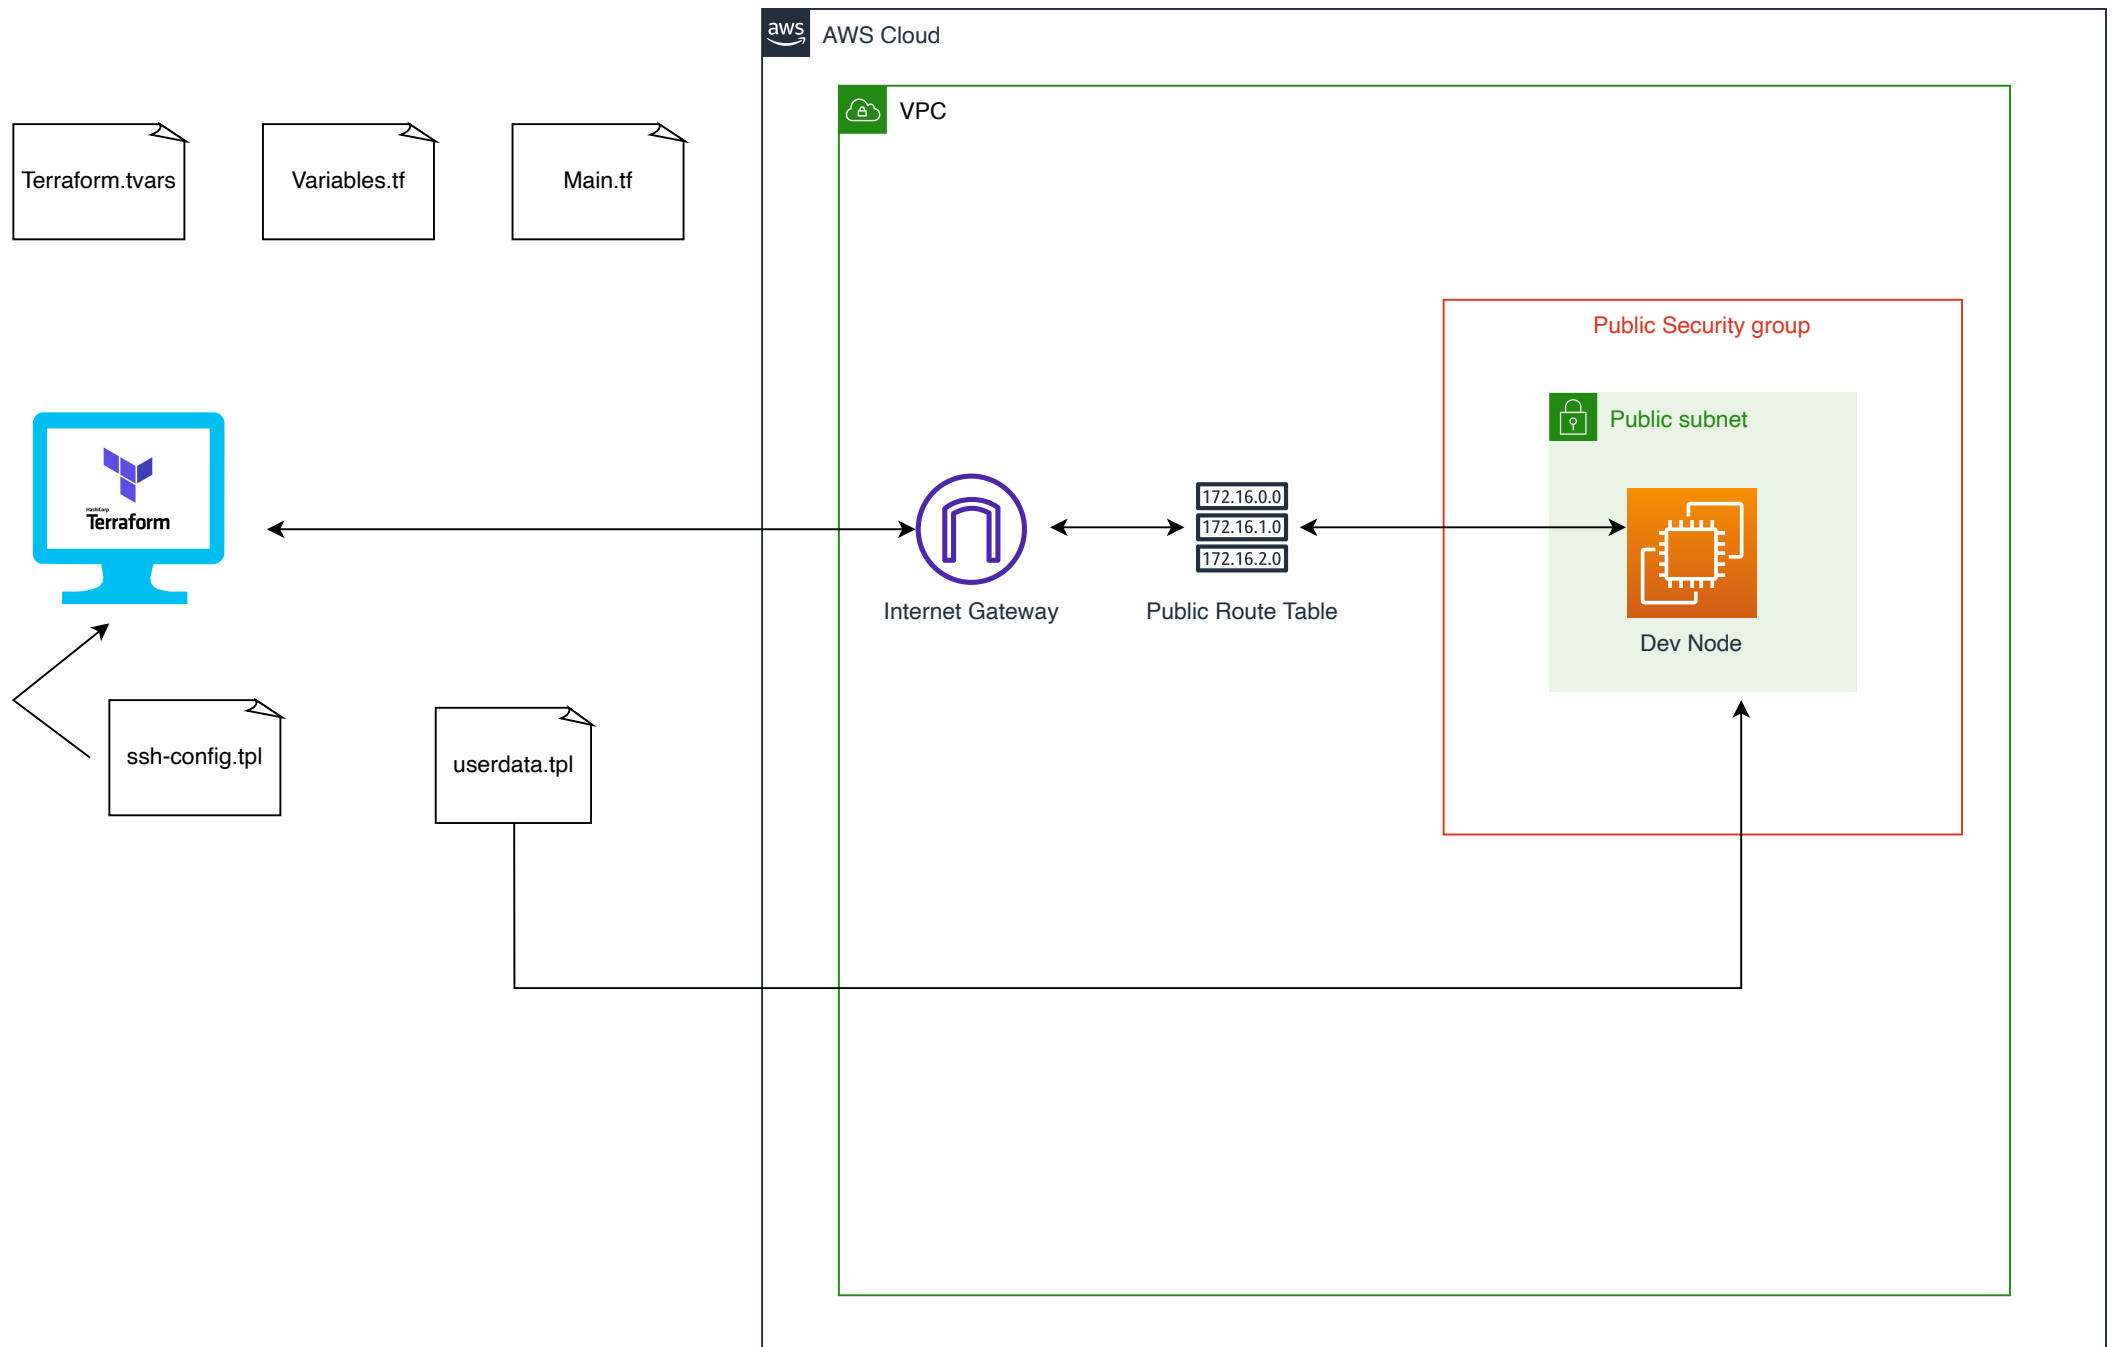 aws
AWS Cloud
VPC
Terraform.tvars
Variables.tf
Main.tf
Public Security group
Public subnet
HashiCorp
Terraform
172.16.0.0
172.16.1.0
172.16.2.0
Internet Gateway
Public Route Table
Dev Node
ssh-config.tpl
userdata.tpl